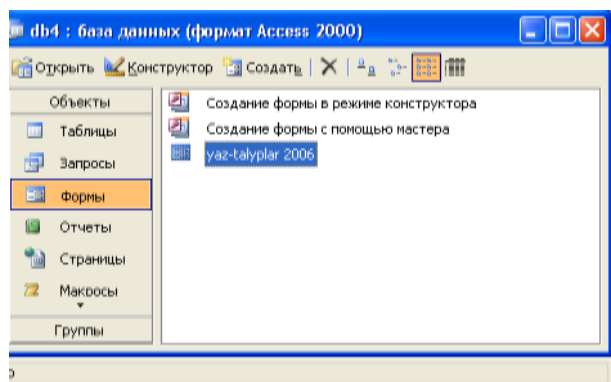 db4 : база данных (формат Access 2000)
Открыть Конструктор Создать
Объекты
Таблицы
Запросы
Формы
Отчеты
Страницы
Макросы
Группы
Создание формы в режиме конструктора
Создание формы с помощью мастера
yaz-talyplar 2006